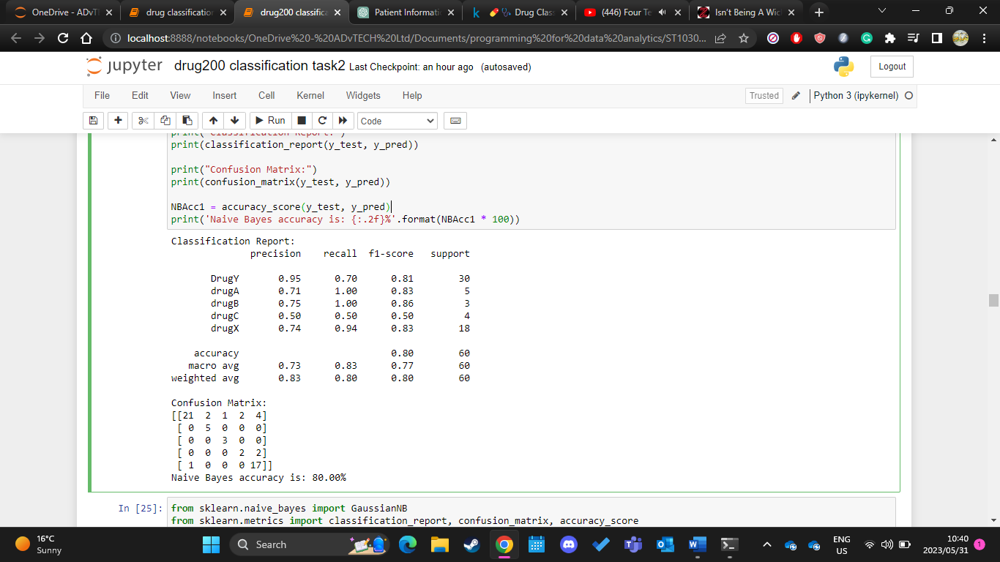 OneDrive - ADvT
drug classification
drug200 classifica
Patient Informatio
Drug Clas
(446) Four Te
Isn't Being A Wic
localhost:8888/notebooks/OneDrive%20-%20ADvTECH%20Ltd/Documents/programming%20for%20data%20analytics/ST1030...
jupyter drug200 classification task2 Last Checkpoint: an hour ago (autosaved)
Logout
File Edit View Insert Cell Kernel Widgets Help
Trusted Python 3 (ipykernel)
Run Code
print("Classification Report:")
print(classification_report(y_test, y_pred))
print("Confusion Matrix:")
print(confusion_matrix(y_test, y_pred))
NBAcc1 = accuracy_score(y_test, y_pred)
print('Naive Bayes accuracy is: {:.2f}%'.format(NBAcc1 * 100))
Classification Report:
precision recall f1-score support
DrugY 0.95 0.70 0.81 30
drugA 0.71 1.00 0.83 5
drugB 0.75 1.00 0.86 3
drugC 0.50 0.50 0.50 4
drugX 0.74 0.94 0.83 18
accuracy 0.80 60
macro avg 0.73 0.83 0.77 60
weighted avg 0.83 0.80 0.80 60
Confusion Matrix:
[[21 2 1 2 4]
[ 0 5 0 0 0]
[ 0 0 3 0 0]
[ 0 0 0 2 2]
[ 1 0 0 0 17]]
Naive Bayes accuracy is: 80.00%
In [25]: from sklearn.naive_bayes import GaussianNB
from sklearn.metrics import classification_report, confusion_matrix, accuracy_score
16°C
Sunny
Search
ENG
US
10:40
2023/05/31
1